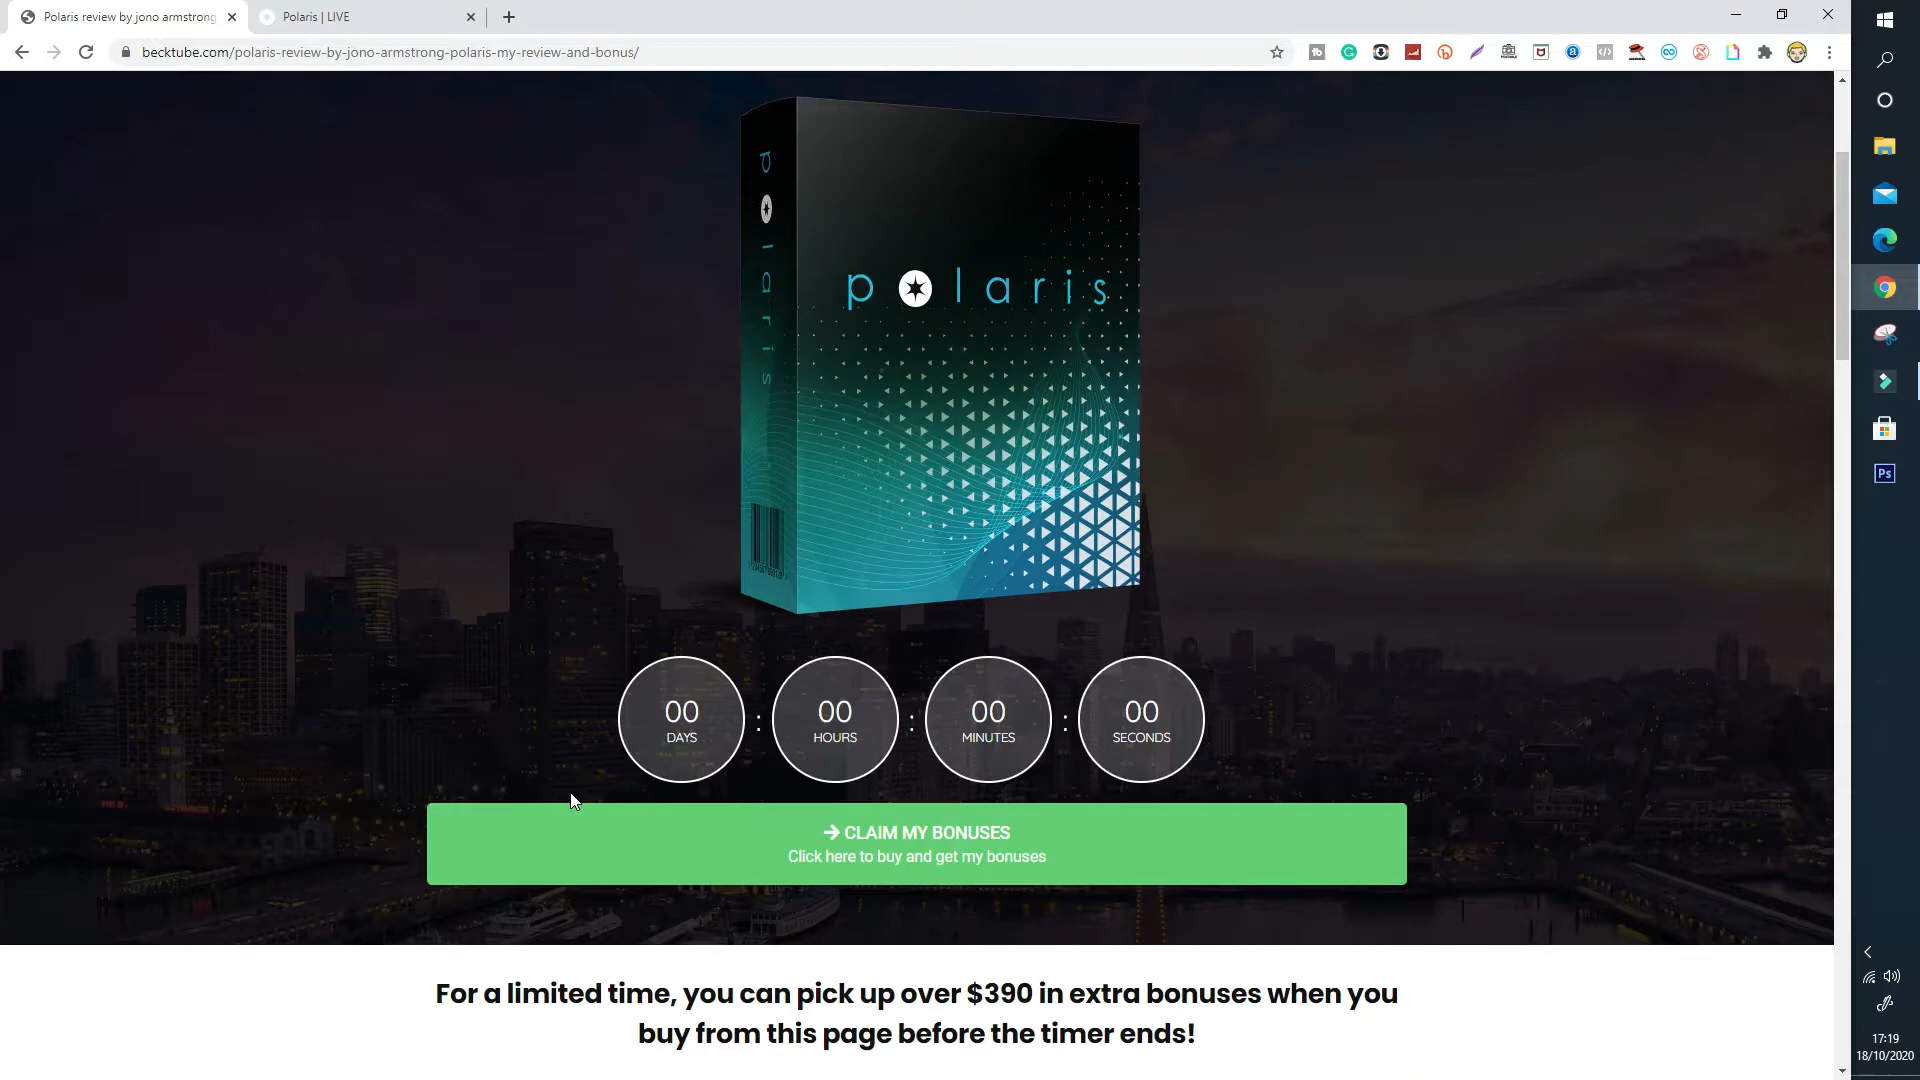 Polaris review by jono armstrong
Polaris | LIVE
becktube.com/polaris-review-by-jono-armstrong-polaris-my-review-and-bonus/
polaris
polaris
00
DAYS
:
00
HOURS
:
00
MINUTES
:
00
SECONDS
→ CLAIM MY BONUSES
Click here to buy and get my bonuses
For a limited time, you can pick up over $390 in extra bonuses when you
buy from this page before the timer ends!
Ps
17:19
18/10/2020